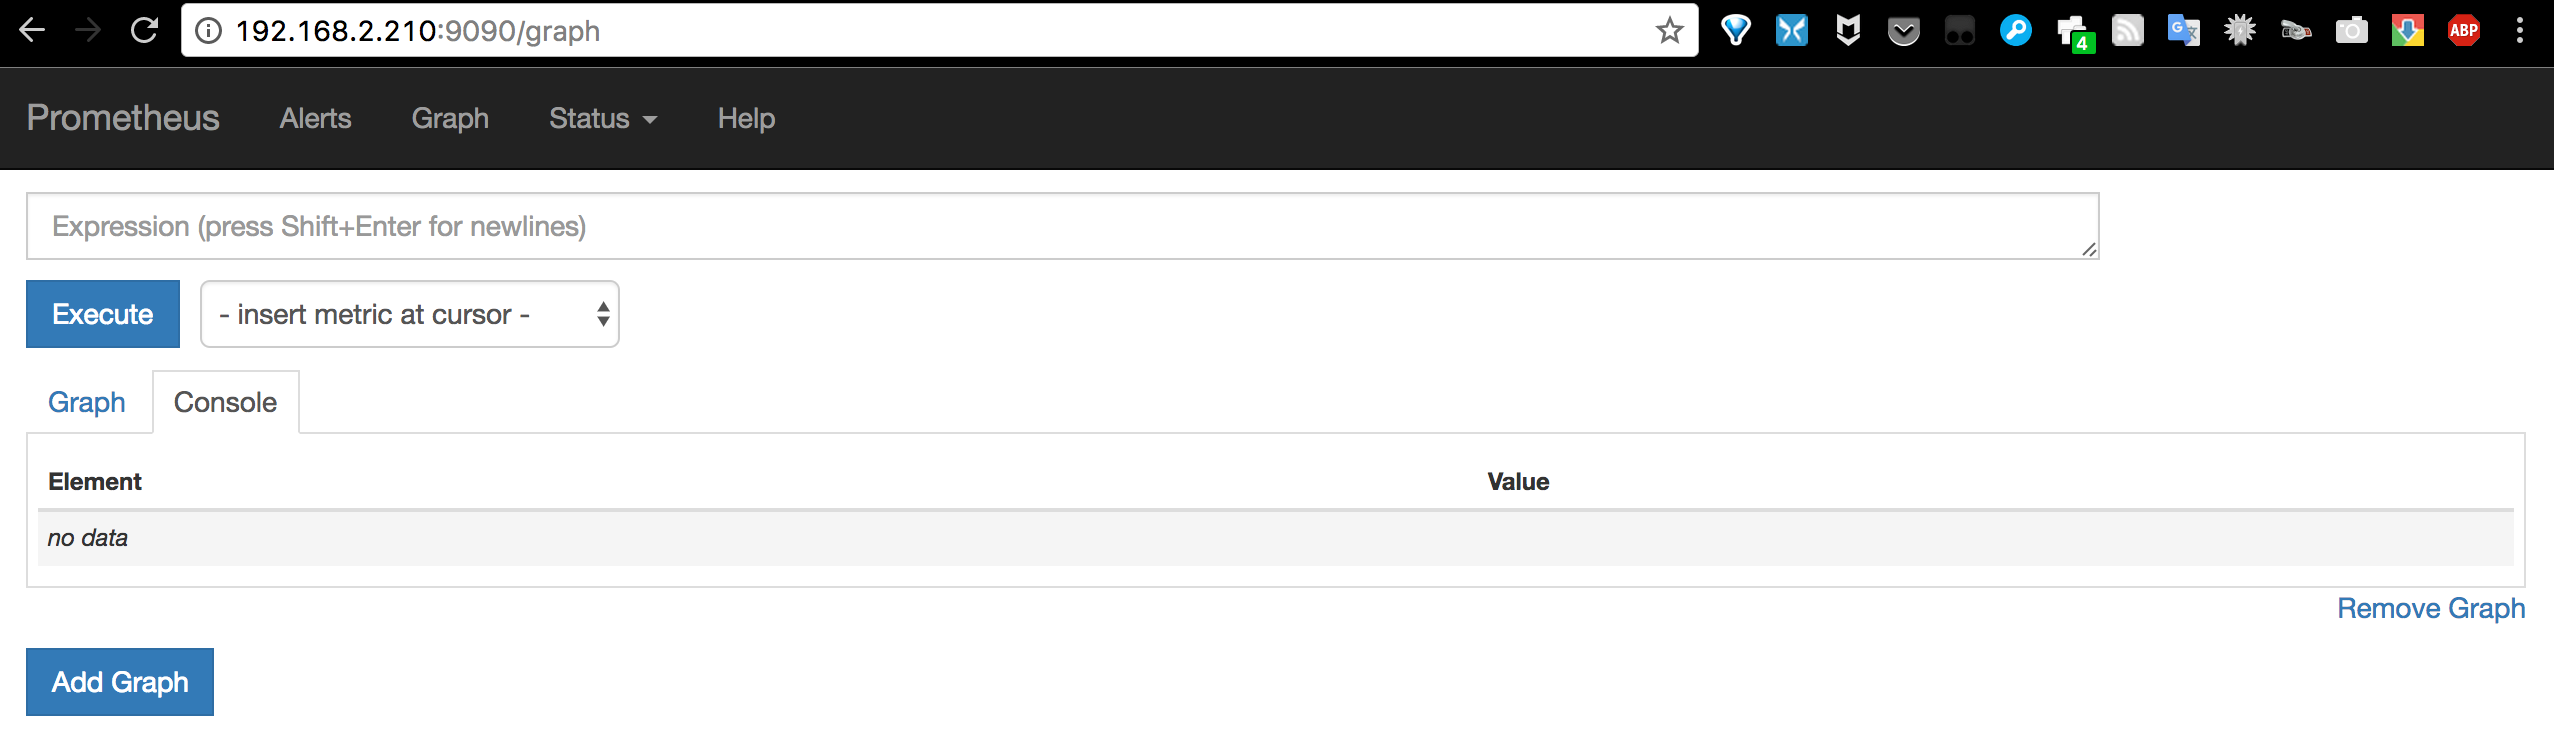 192.168.2.210:9090/graph
4
G
ABP
Prometheus Alerts Graph Status Help
Expression (press Shift+Enter for newlines)
Execute - insert metric at cursor -
Graph Console
Element Value
no data
Remove Graph
Add Graph